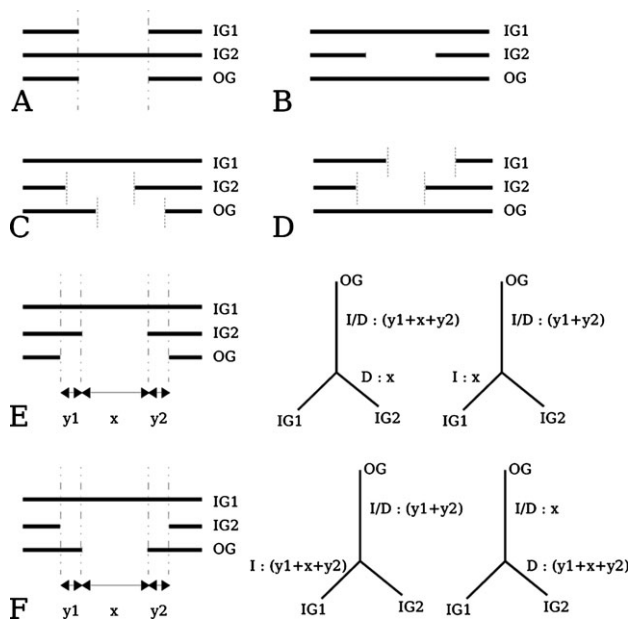 IG1
IG2
OG
A
IG1
IG2
OG
B
IG1
IG2
OG
C
IG1
IG2
OG
D
IG1
IG2
OG
y1 x y2
E
OG
I/D : (y1+x+y2)
D : x
IG1 IG2
OG
I/D : (y1+y2)
I : x
IG1 IG2
IG1
IG2
OG
y1 x y2
F
OG
I/D : (y1+y2)
I : (y1+x+y2)
IG1 IG2
OG
I/D : x
D : (y1+x+y2)
IG1 IG2